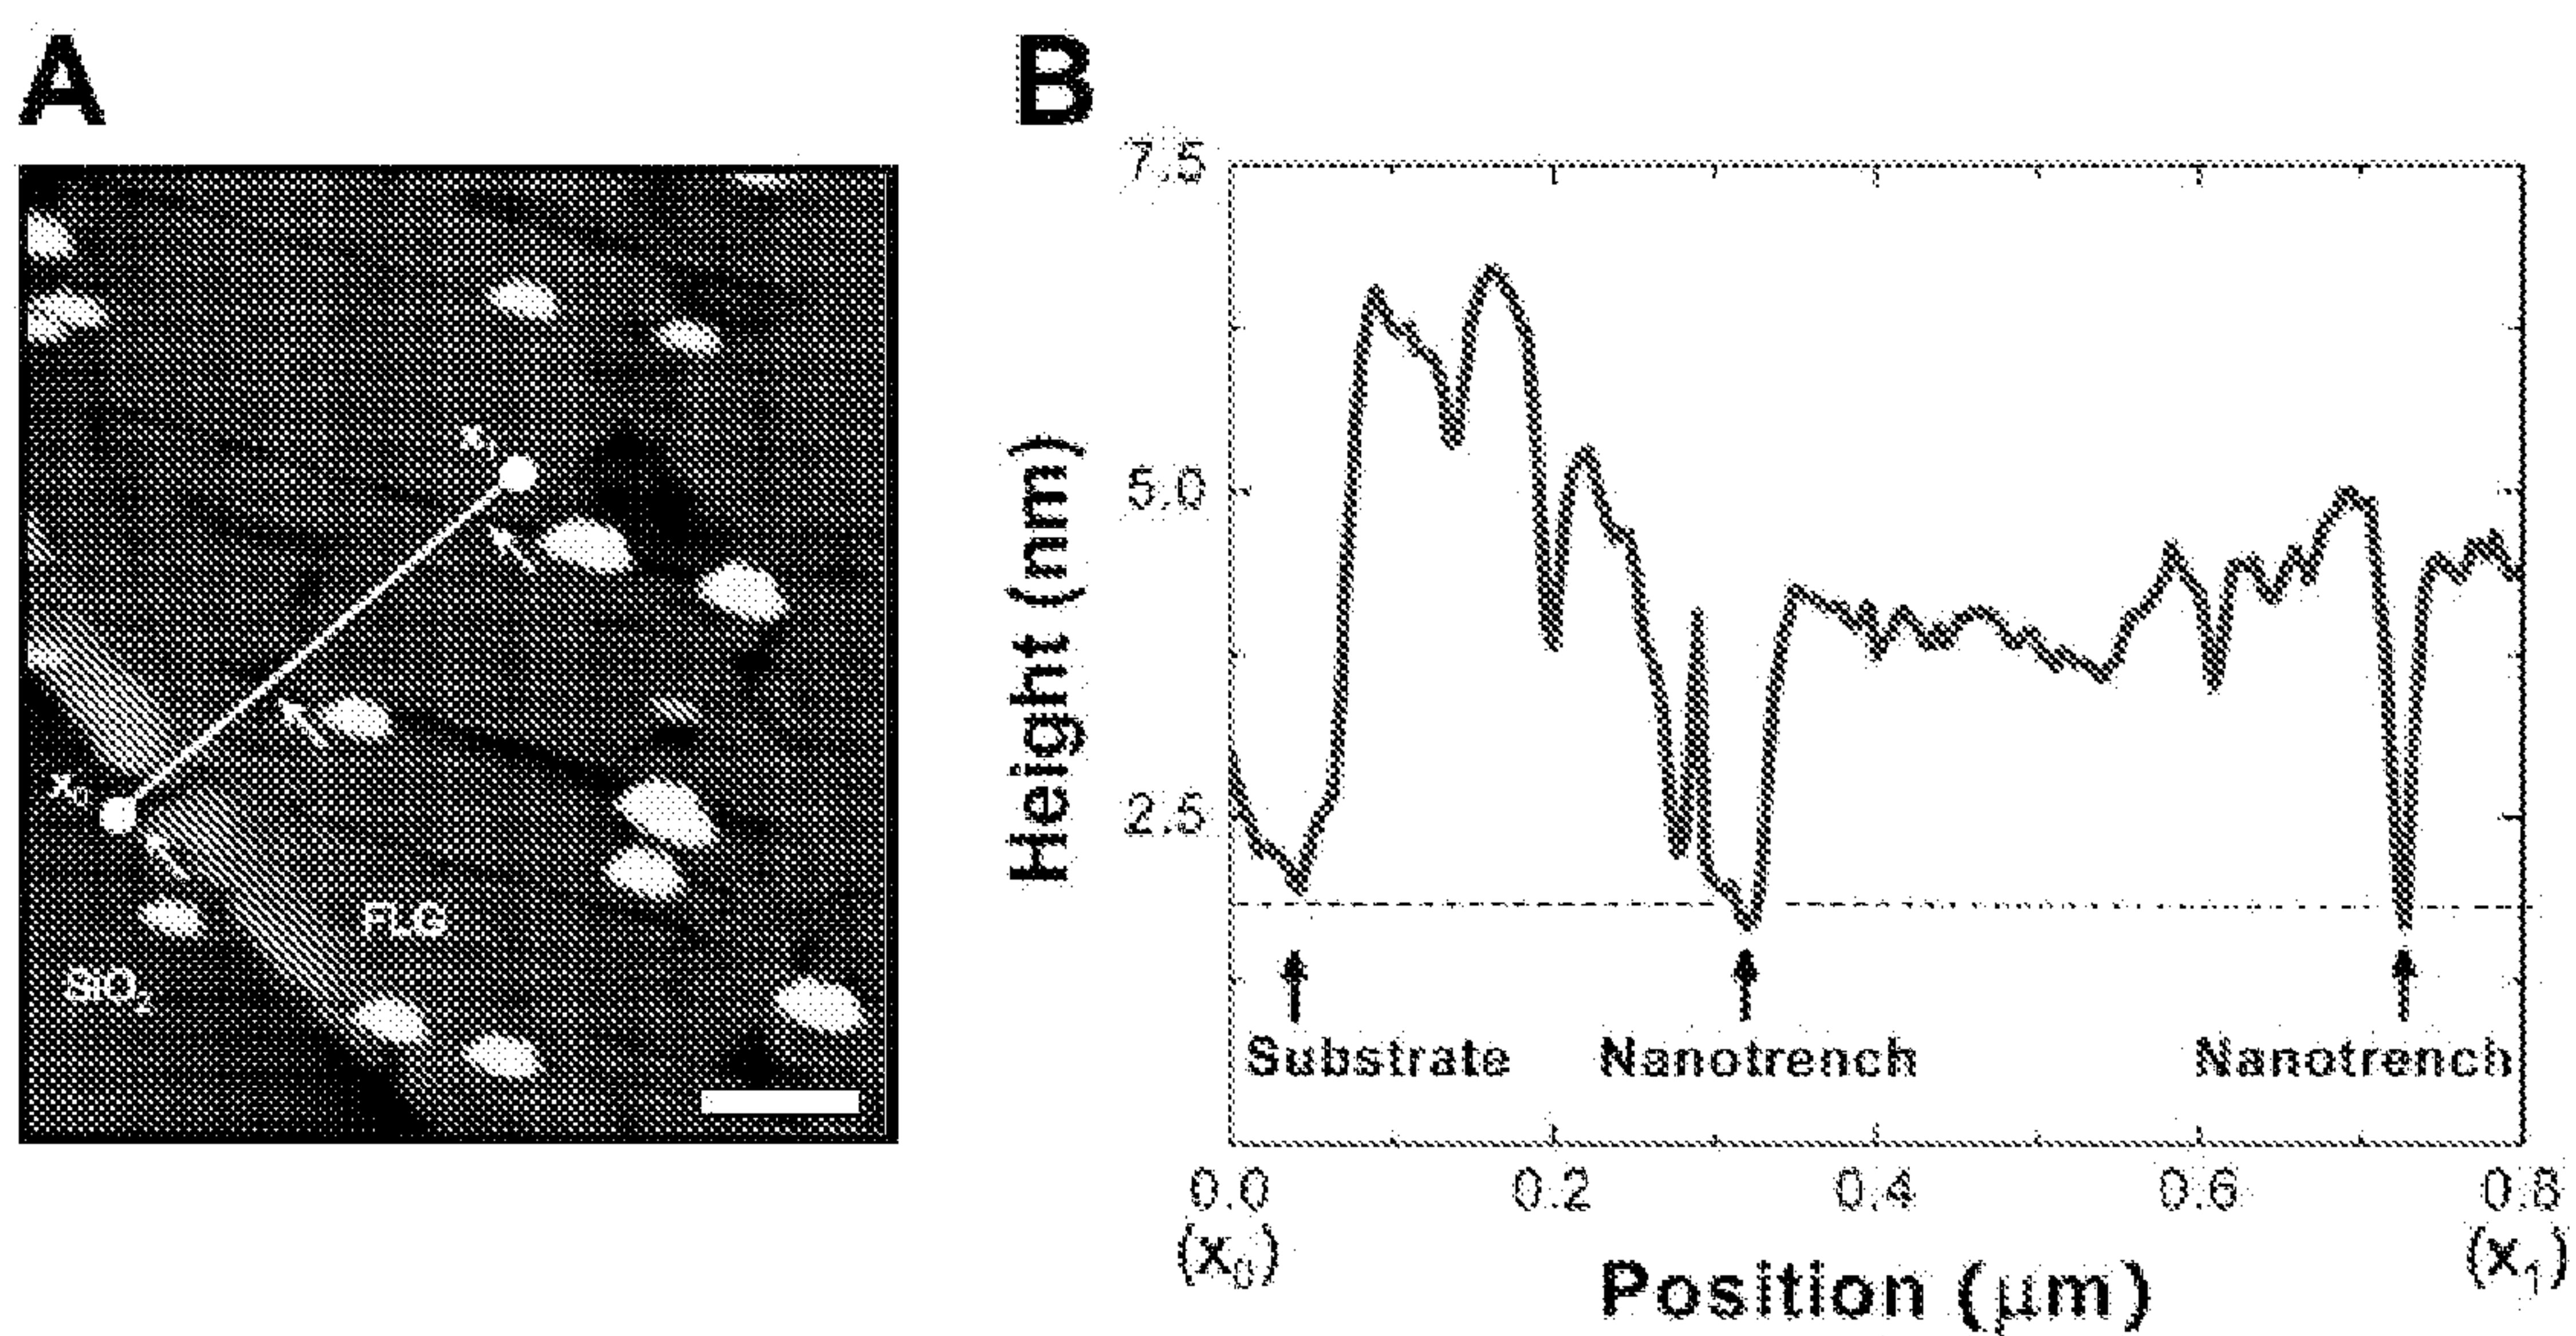 A
x₁
x₀
FLG
SiO₂
B
7.5
5.0
2.5
Height (nm)
Substrate
Nanotrench
Nanotrench
0.0
0.2
0.4
0.6
0.8
(x₀)
(x₁)
Position (μm)